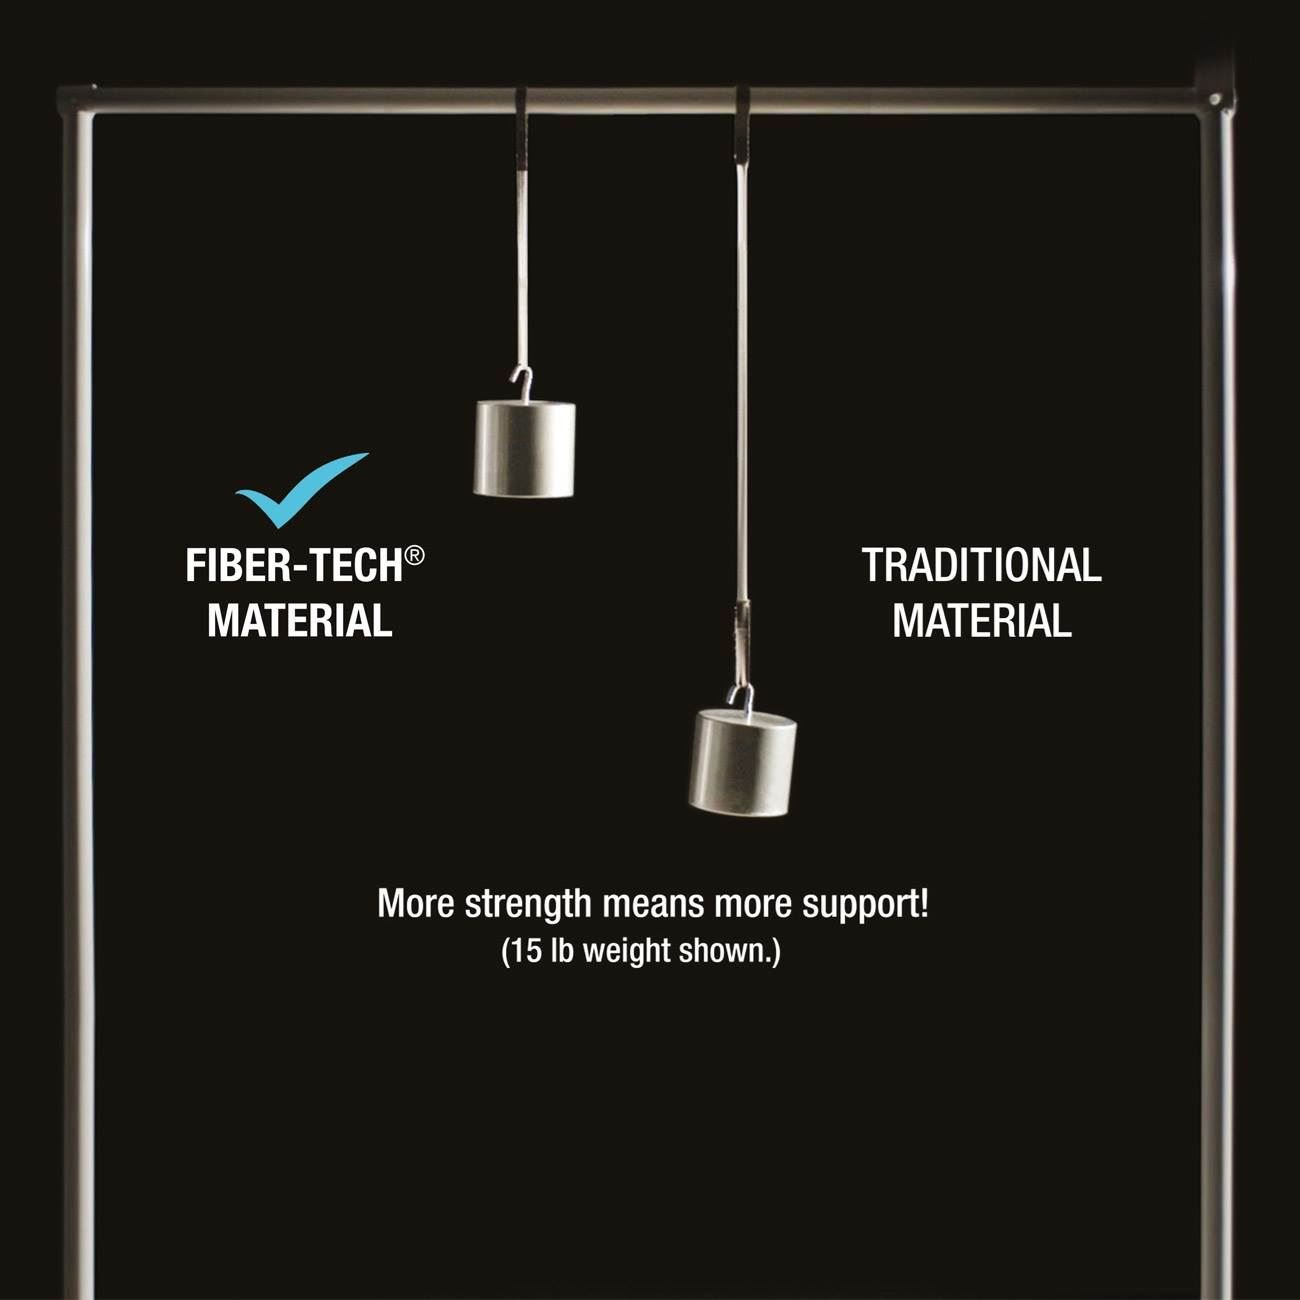 FIBER-TECH®
MATERIAL
TRADITIONAL
MATERIAL
More strength means more support!
(15 lb weight shown.)